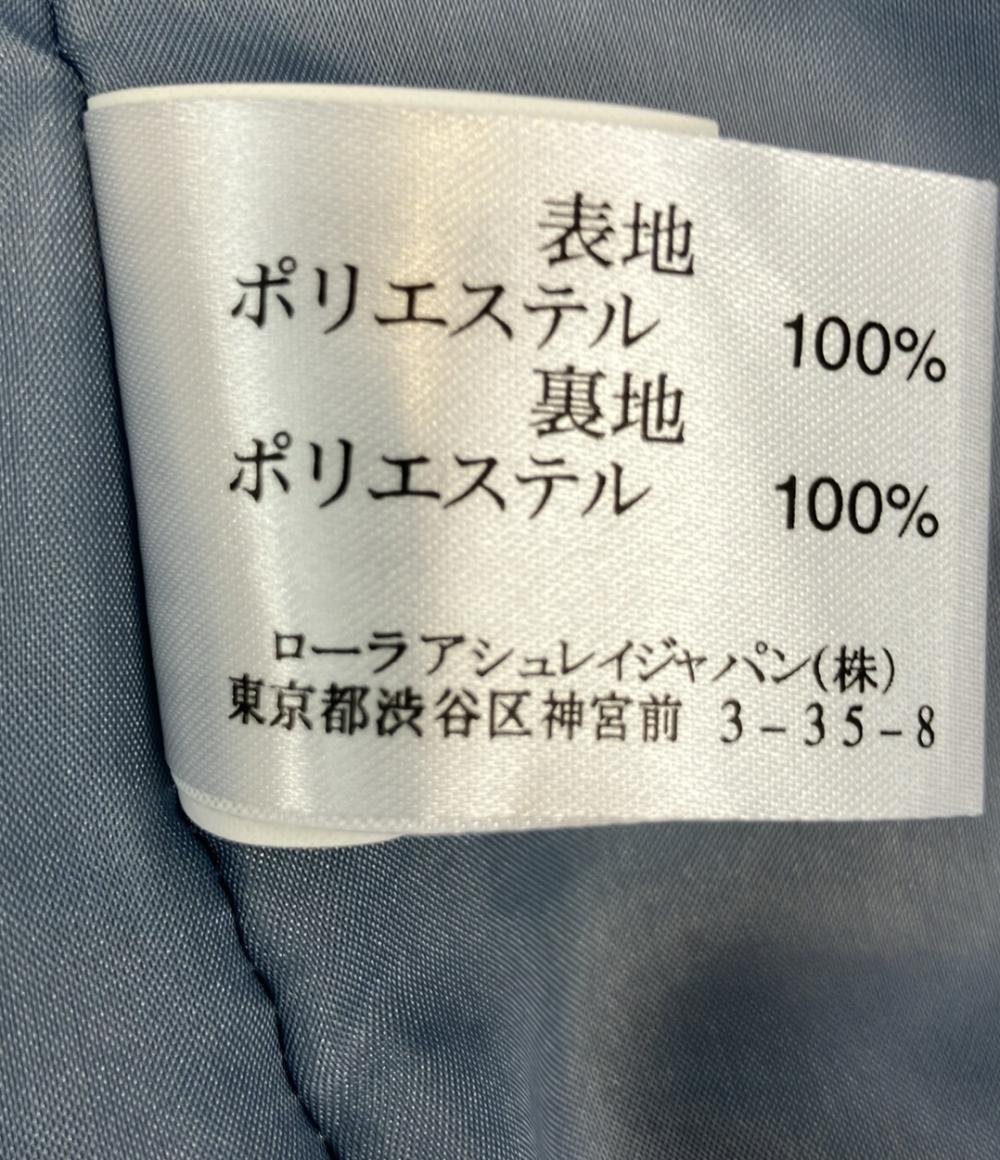 表地
ポリエステル 100%
裏地
ポリエステル 100%
ローラアシュレイジャパン(株)
東京都渋谷区神宮前 3-35-8